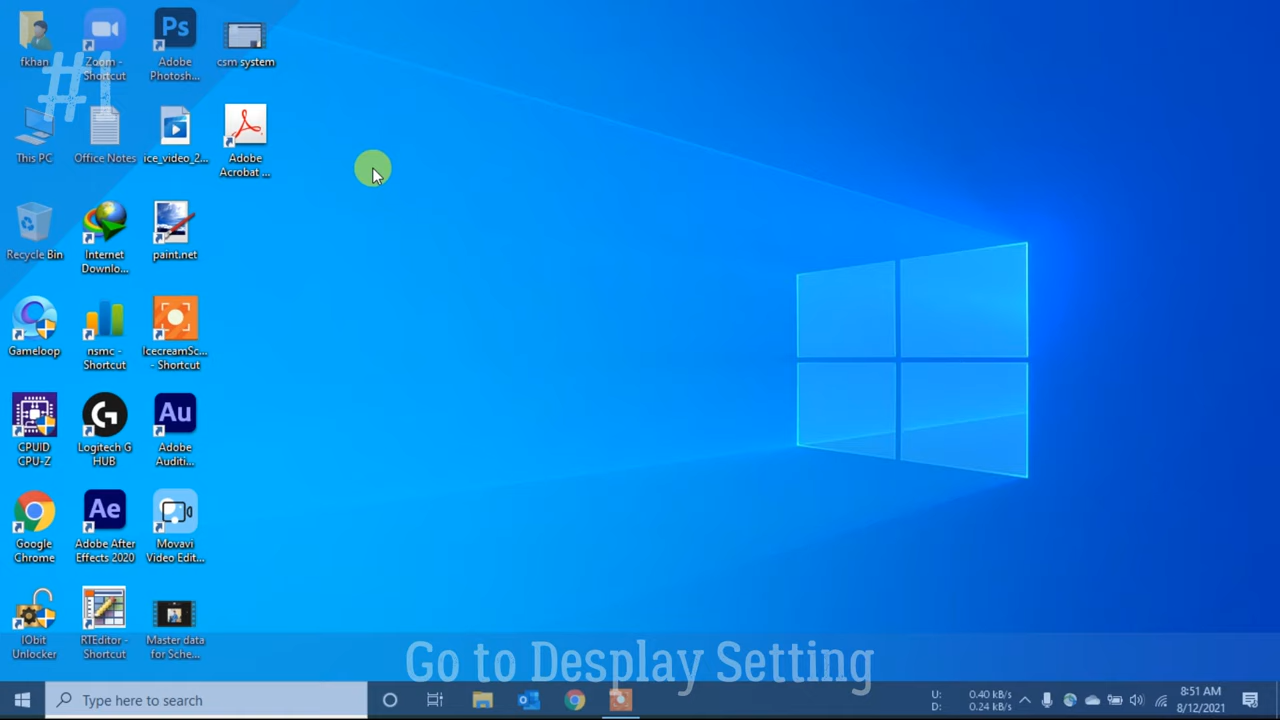 fkhan
Zoom -
Shortcut
Ps
Adobe
Photosh...
csm system
#1
This PC
Office Notes
ice_video_2...
Adobe
Acrobat ...
Recycle Bin
Internet
Downlo...
paint.net
Gameloop
nsmc -
Shortcut
IcecreamSc...
- Shortcut
CPUID
CPU-Z
Logitech G
HUB
Au
Adobe
Auditi...
Google
Chrome
Ae
Adobe After
Effects 2020
Movavi
Video Edit...
IObit
Unlocker
RTEditor -
Shortcut
Master data
for Sche...
Go to Desplay Setting
Type here to search
U: 0.40 kB/s
D: 0.24 kB/s
8:51 AM
8/12/2021